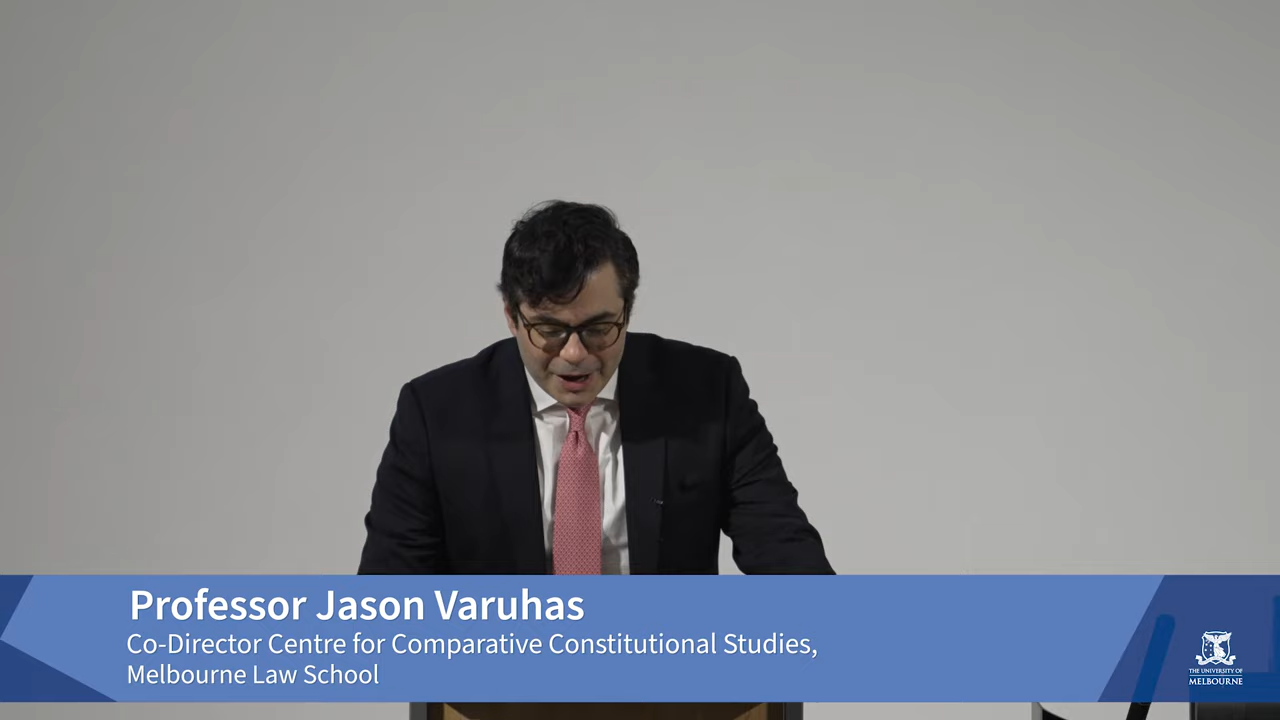 Professor Jason Varuhas
Co-Director Centre for Comparative Constitutional Studies,
Melbourne Law School
THE UNIVERSITY OF
MELBOURNE